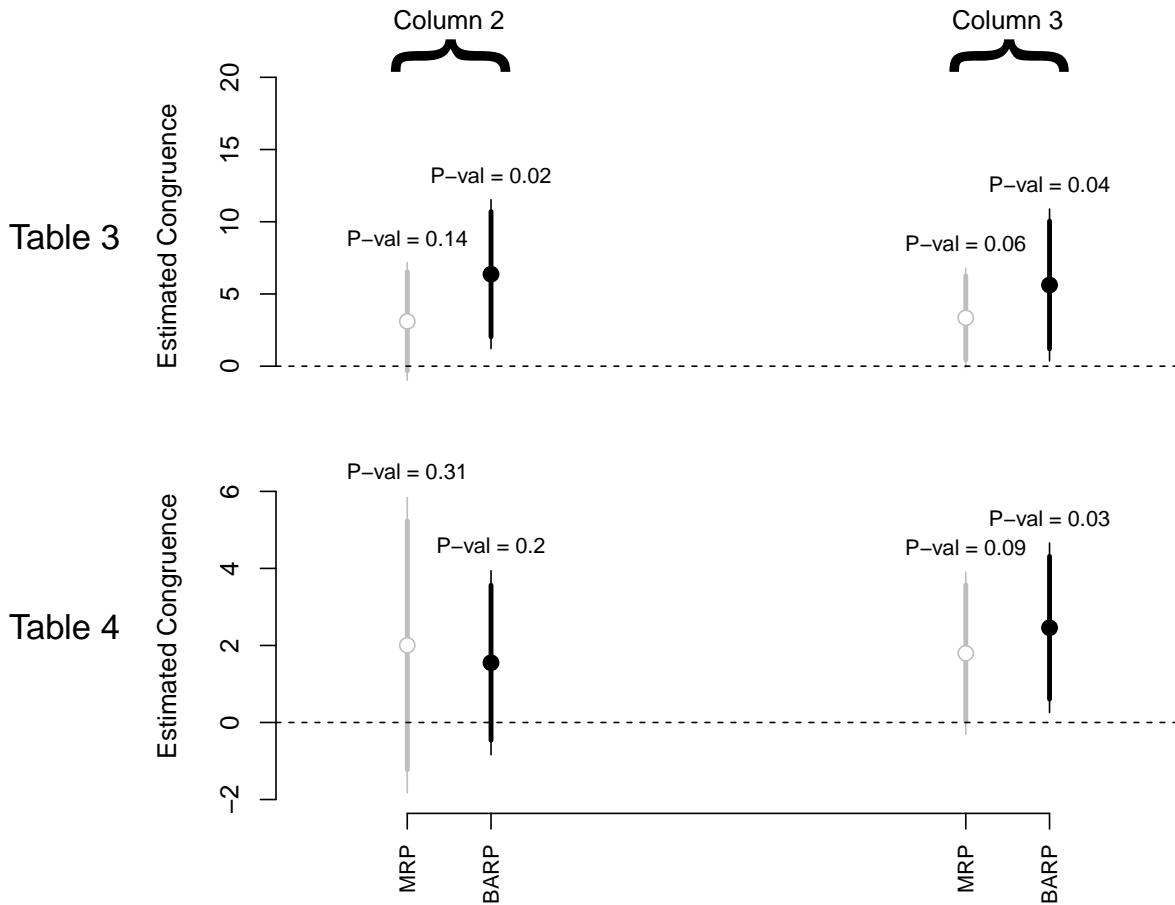 Column 2
Column 3
Table 3
Estimated Congruence
20
15
10
5
0
P−val = 0.14
P−val = 0.02
P−val = 0.06
P−val = 0.04
Table 4
Estimated Congruence
6
4
2
0
−2
P−val = 0.31
P−val = 0.2
P−val = 0.09
P−val = 0.03
MRP
BARP
MRP
BARP